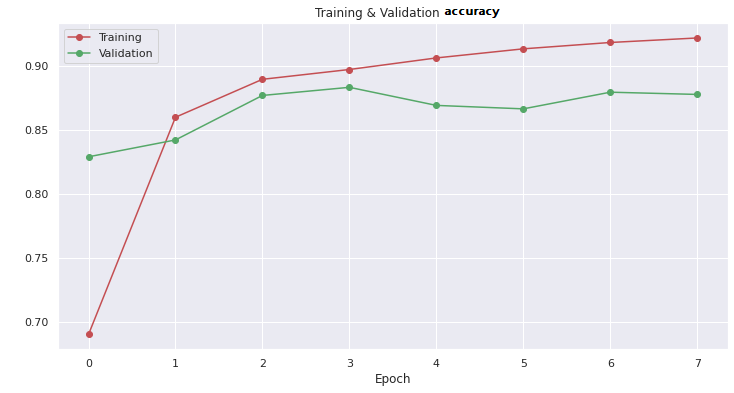 Training & Validation accuracy
Training
Validation
0.90
0.85
0.80
0.75
0.70
0 1 2 3 4 5 6 7
Epoch